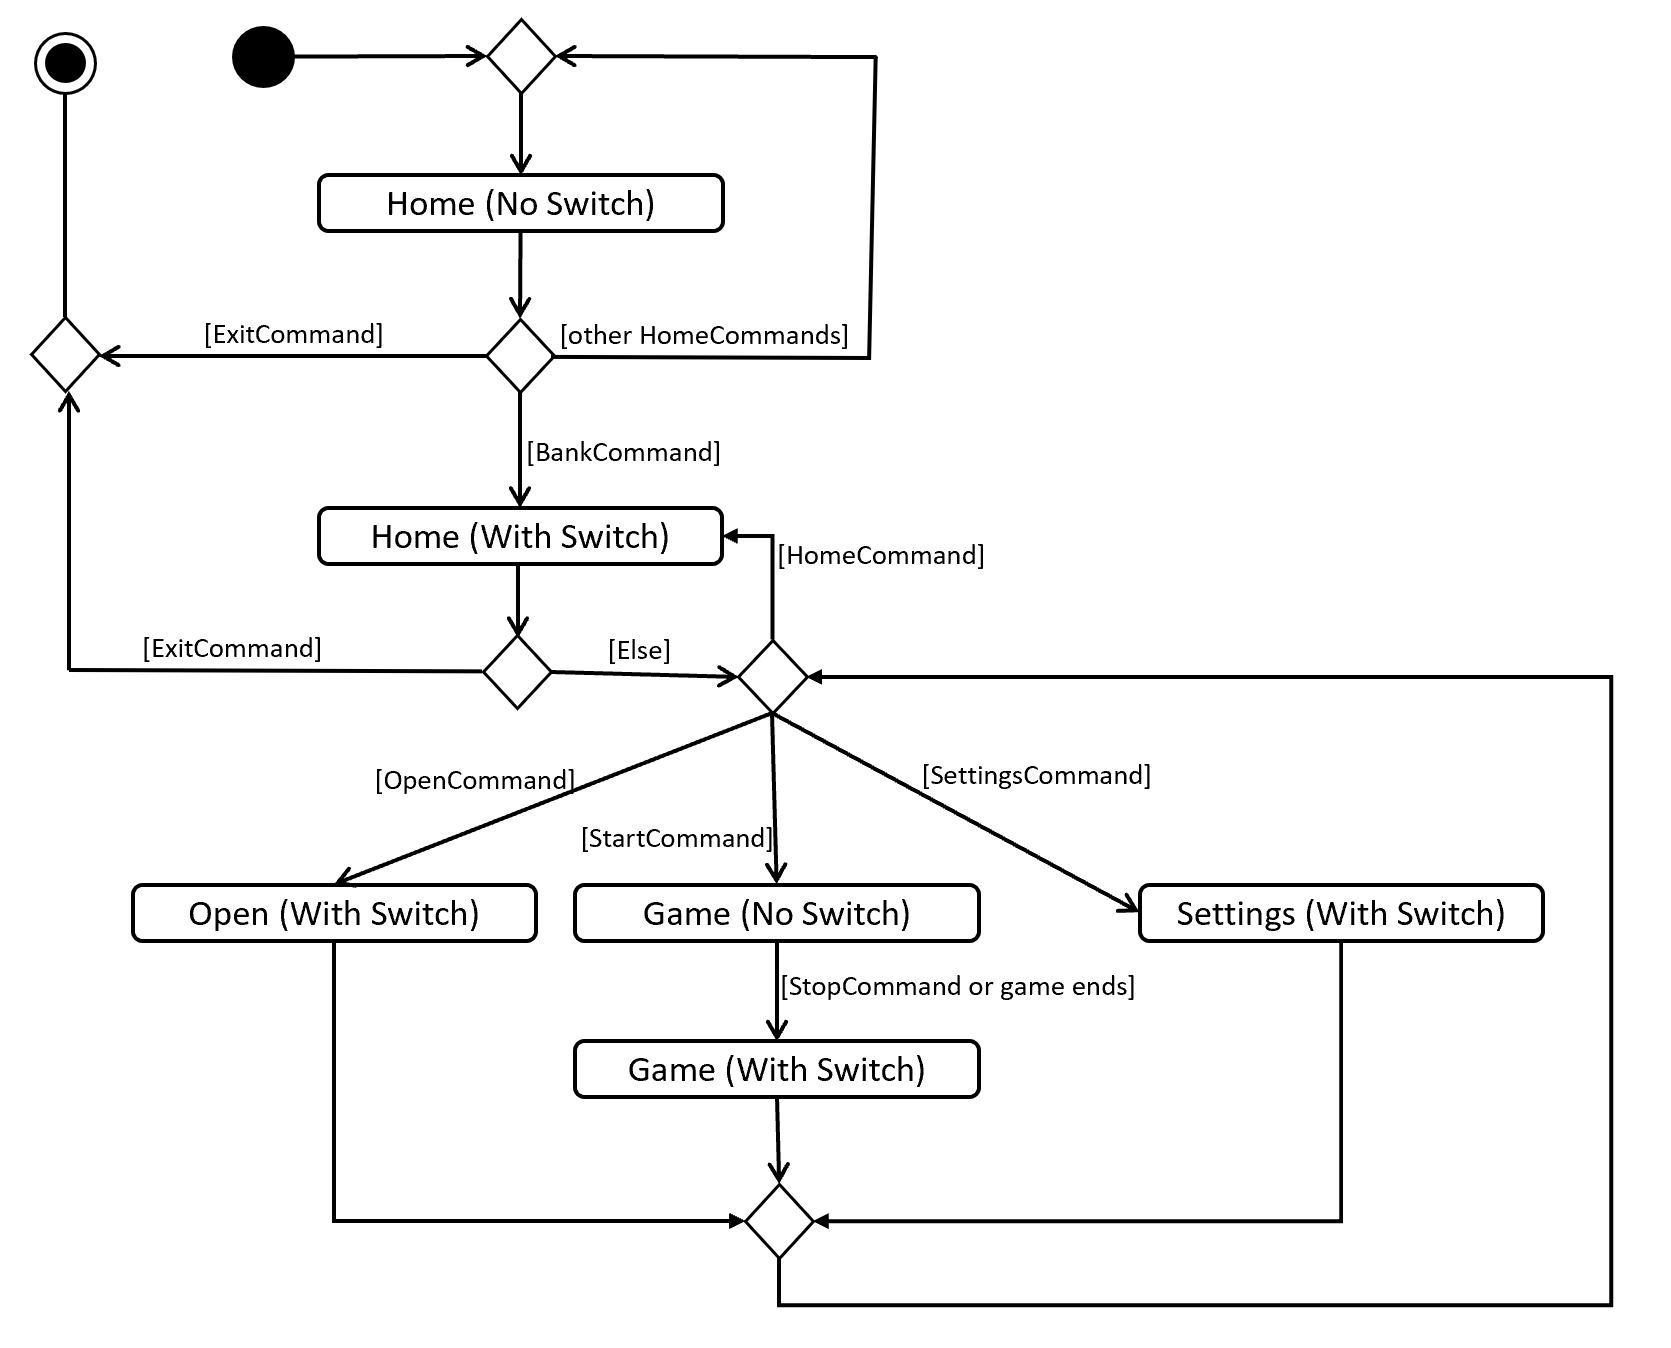 Home (No Switch)
[ExitCommand]
[other HomeCommands]
[BankCommand]
Home (With Switch)
[HomeCommand]
[ExitCommand]
[Else]
[OpenCommand]
[SettingsCommand]
[StartCommand]
Open (With Switch)
Game (No Switch)
Settings (With Switch)
[StopCommand or game ends]
Game (With Switch)